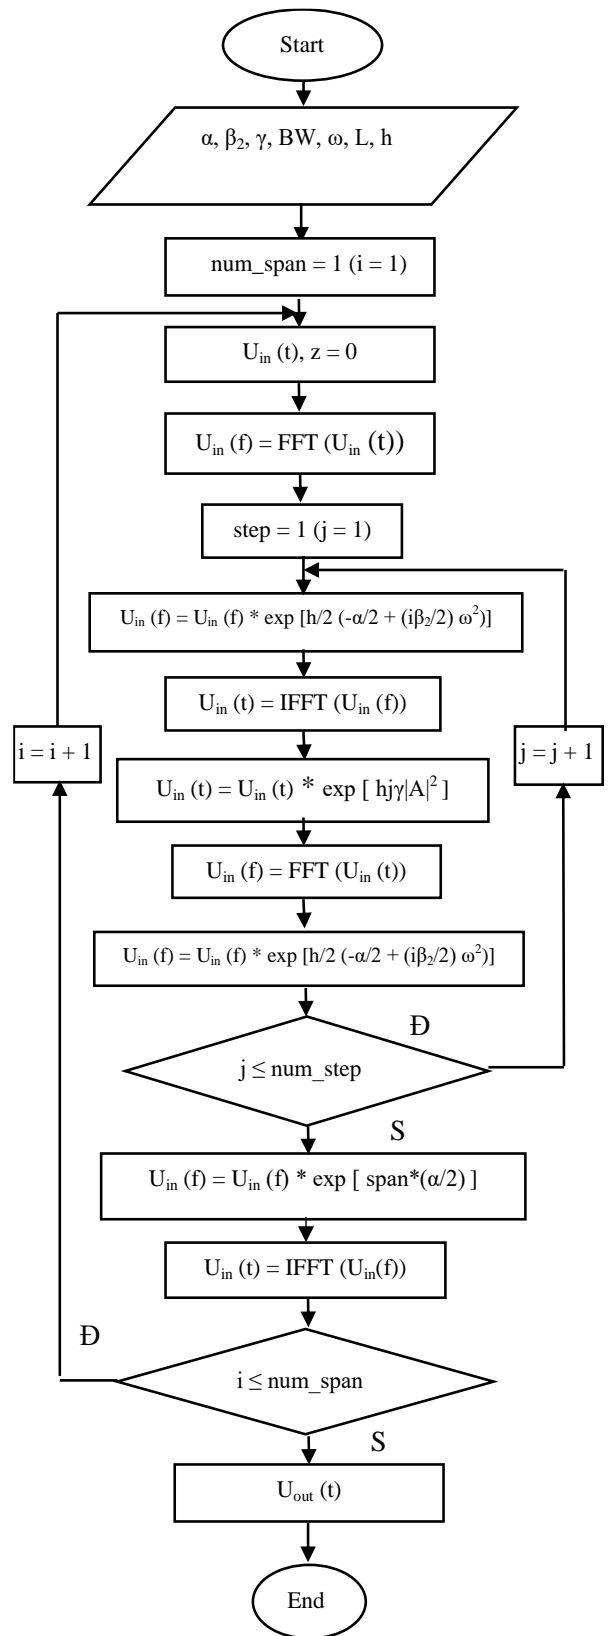 Start
α, β₂, γ, BW, ω, L, h
num_span = 1 (i = 1)
Uᵢₙ (t), z = 0
Uᵢₙ (f) = FFT (Uᵢₙ (t))
step = 1 (j = 1)
Uᵢₙ (f) = Uᵢₙ (f) * exp [h/2 (-α/2 + (iβ₂/2) ω²)]
Uᵢₙ (t) = IFFT (Uᵢₙ (f))
i = i + 1
j = j + 1
Uᵢₙ (t) = Uᵢₙ (t) * exp [ hjγ|A|² ]
Uᵢₙ (f) = FFT (Uᵢₙ (t))
Uᵢₙ (f) = Uᵢₙ (f) * exp [h/2 (-α/2 + (iβ₂/2) ω²)]
Đ
j ≤ num_step
S
Uᵢₙ (f) = Uᵢₙ (f) * exp [ span*(α/2) ]
Uᵢₙ (t) = IFFT (Uᵢₙ(f))
Đ
i ≤ num_span
S
Uₒᵤₜ (t)
End